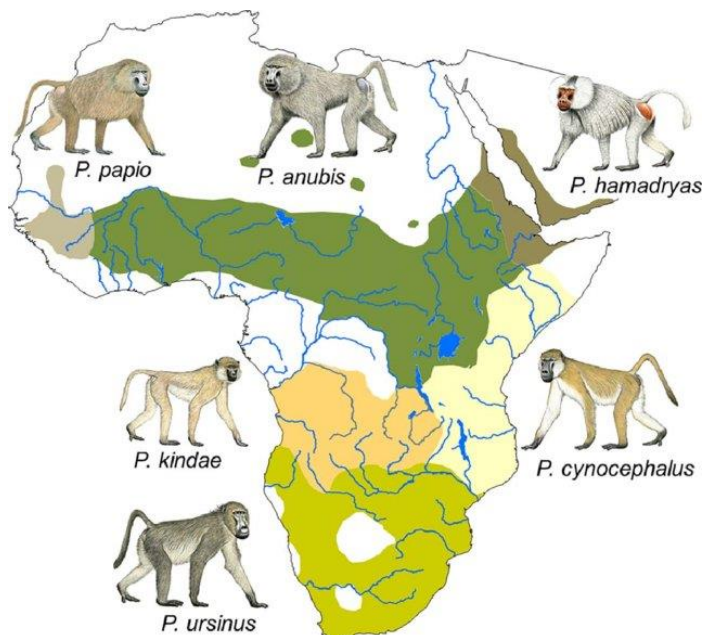 P. papio
P. anubis
P. hamadryas
P. kindae
P. cynocephalus
P. ursinus